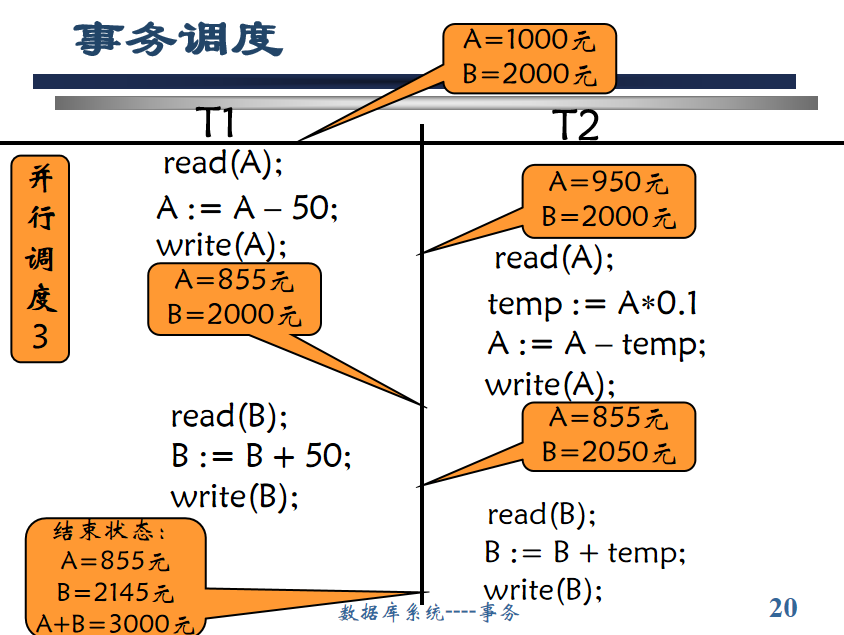 事务调度
A=1000元
B=2000元
T1
T2
并
行
调
度
3
read(A);
A := A – 50;
write(A);
A=950元
B=2000元
read(A);
temp := A*0.1
A := A – temp;
write(A);
A=855元
B=2000元
read(B);
B := B + 50;
write(B);
A=855元
B=2050元
read(B);
B := B + temp;
write(B);
结束状态:
A=855元
B=2145元
A+B=3000元
数据库系统----事务
20